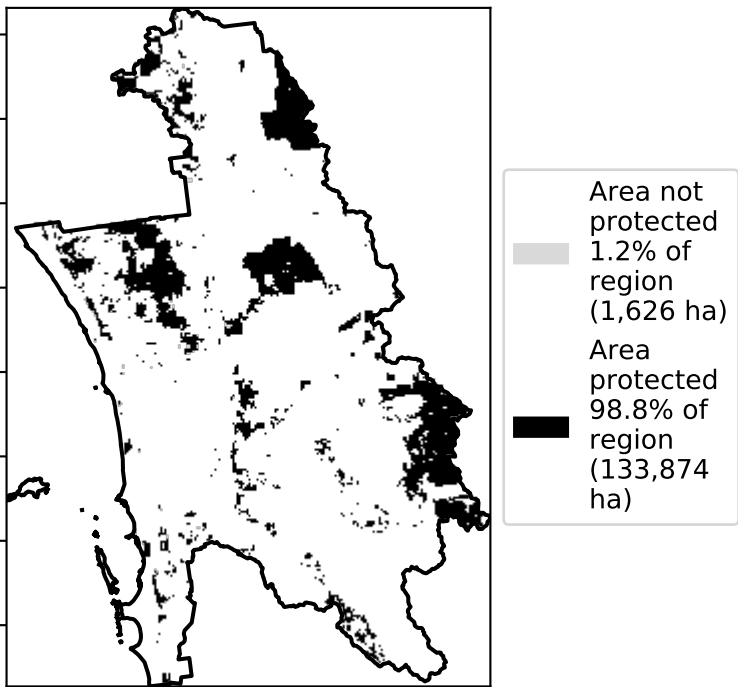 Area not
protected
1.2% of
region
(1,626 ha)
Area
protected
98.8% of
region
(133,874
ha)